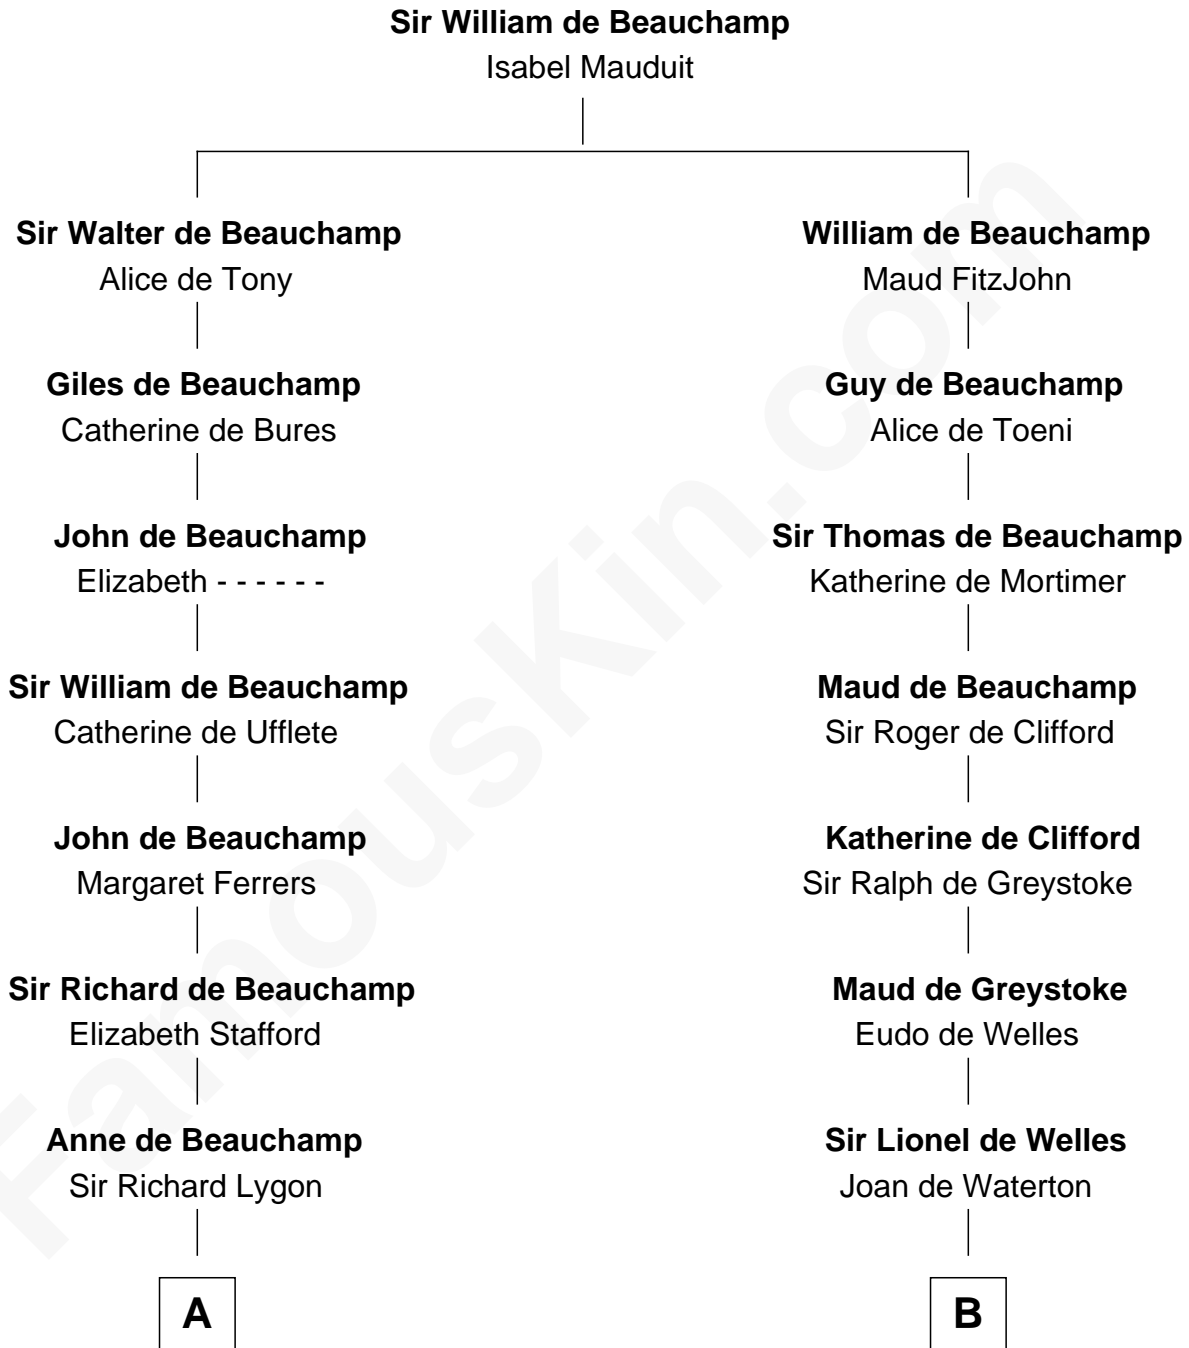 Sir William de Beauchamp
Isabel Mauduit
Sir Walter de Beauchamp
Alice de Tony
William de Beauchamp
Maud FitzJohn
Giles de Beauchamp
Catherine de Bures
Guy de Beauchamp
Alice de Toeni
John de Beauchamp
Elizabeth - - - - - -
Sir Thomas de Beauchamp
Katherine de Mortimer
Sir William de Beauchamp
Catherine de Ufflete
Maud de Beauchamp
Sir Roger de Clifford
John de Beauchamp
Margaret Ferrers
Katherine de Clifford
Sir Ralph de Greystoke
Sir Richard de Beauchamp
Elizabeth Stafford
Maud de Greystoke
Eudo de Welles
Anne de Beauchamp
Sir Richard Lygon
Sir Lionel de Welles
Joan de Waterton
A
B
FamousKin.com